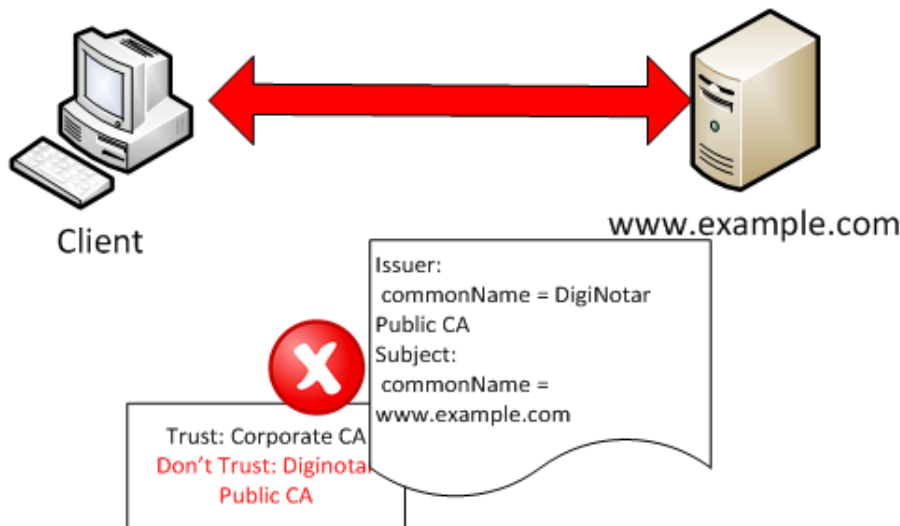 Client
www.example.com
Issuer:
commonName = DigiNotar
Public CA
Subject:
commonName =
www.example.com
Trust: Corporate CA
Don't Trust: Diginotar
Public CA